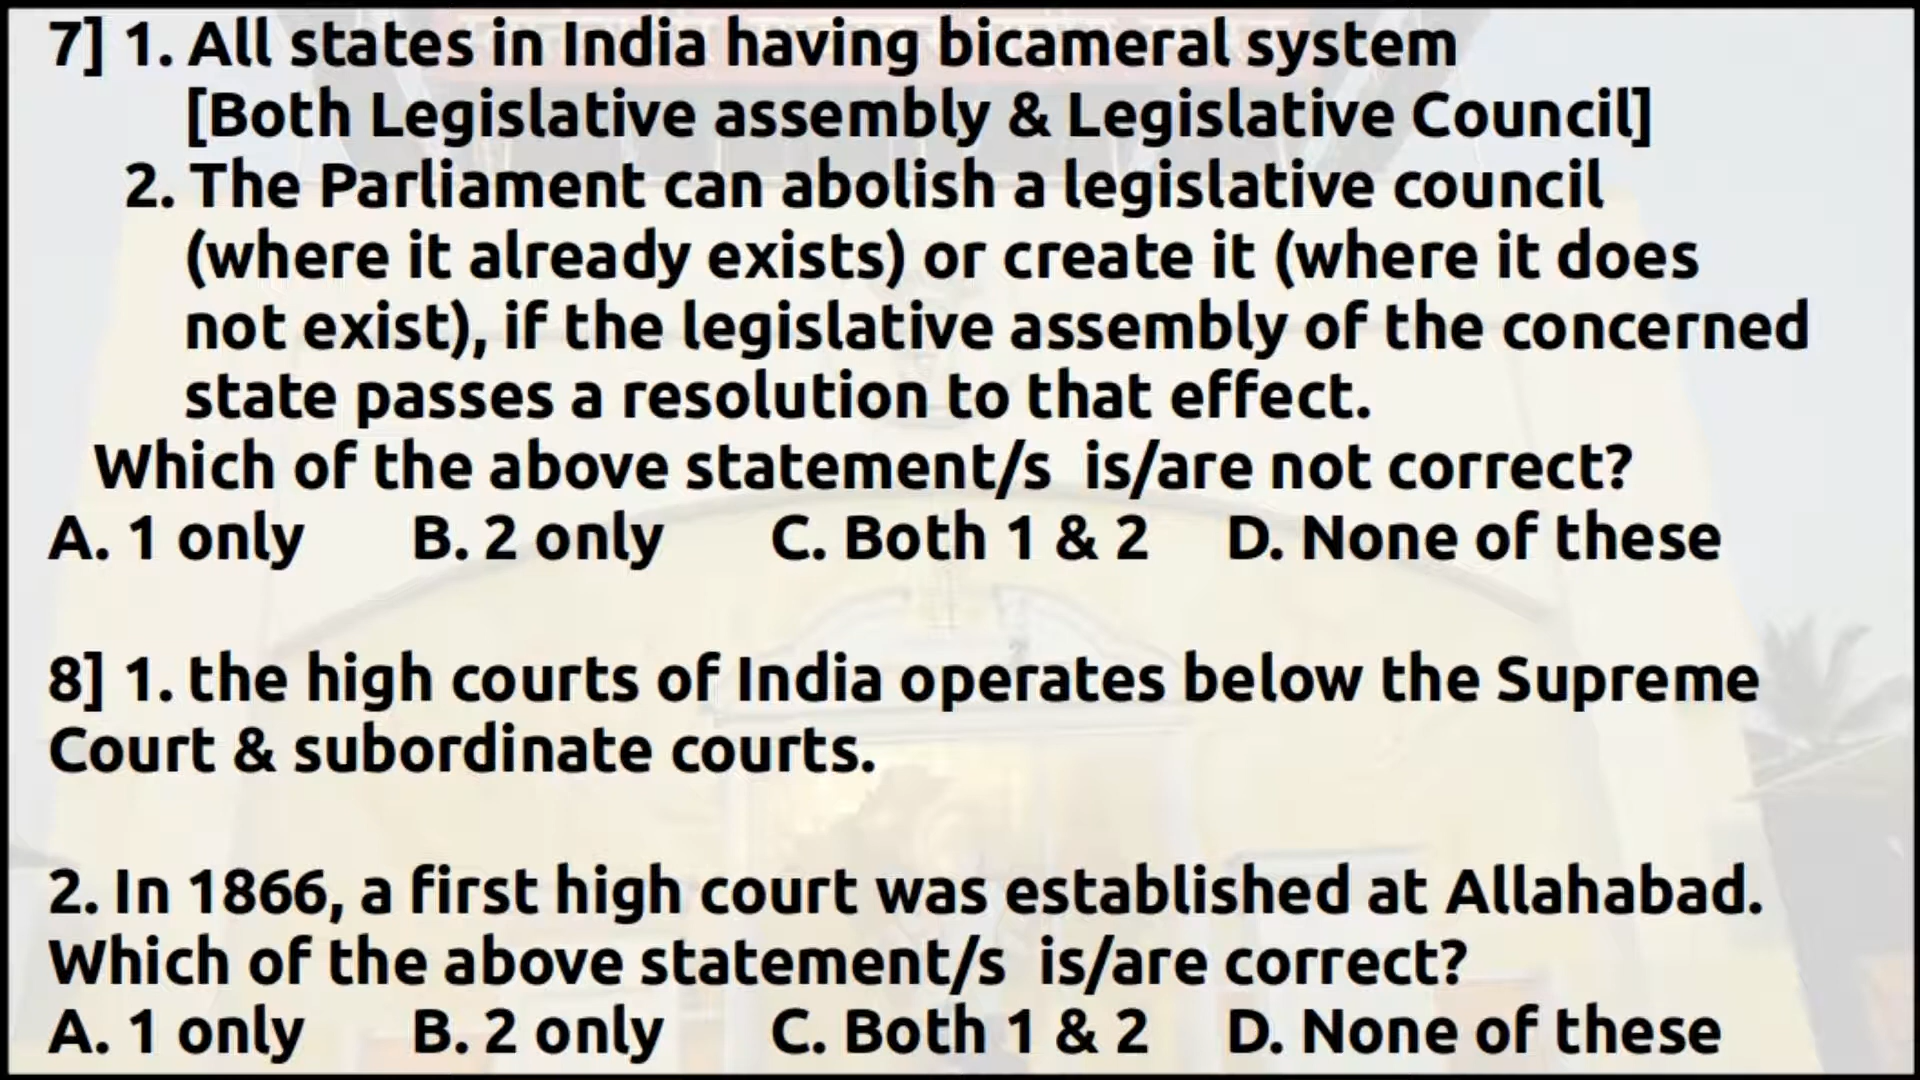 7] 1. All states in India having bicameral system
[Both Legislative assembly & Legislative Council]
2. The Parliament can abolish a legislative council
(where it already exists) or create it (where it does
not exist), if the legislative assembly of the concerned
state passes a resolution to that effect.
Which of the above statement/s is/are not correct?
A. 1 only B. 2 only C. Both 1 & 2 D. None of these
8] 1. the high courts of India operates below the Supreme
Court & subordinate courts.
2. In 1866, a first high court was established at Allahabad.
Which of the above statement/s is/are correct?
A. 1 only B. 2 only C. Both 1 & 2 D. None of these